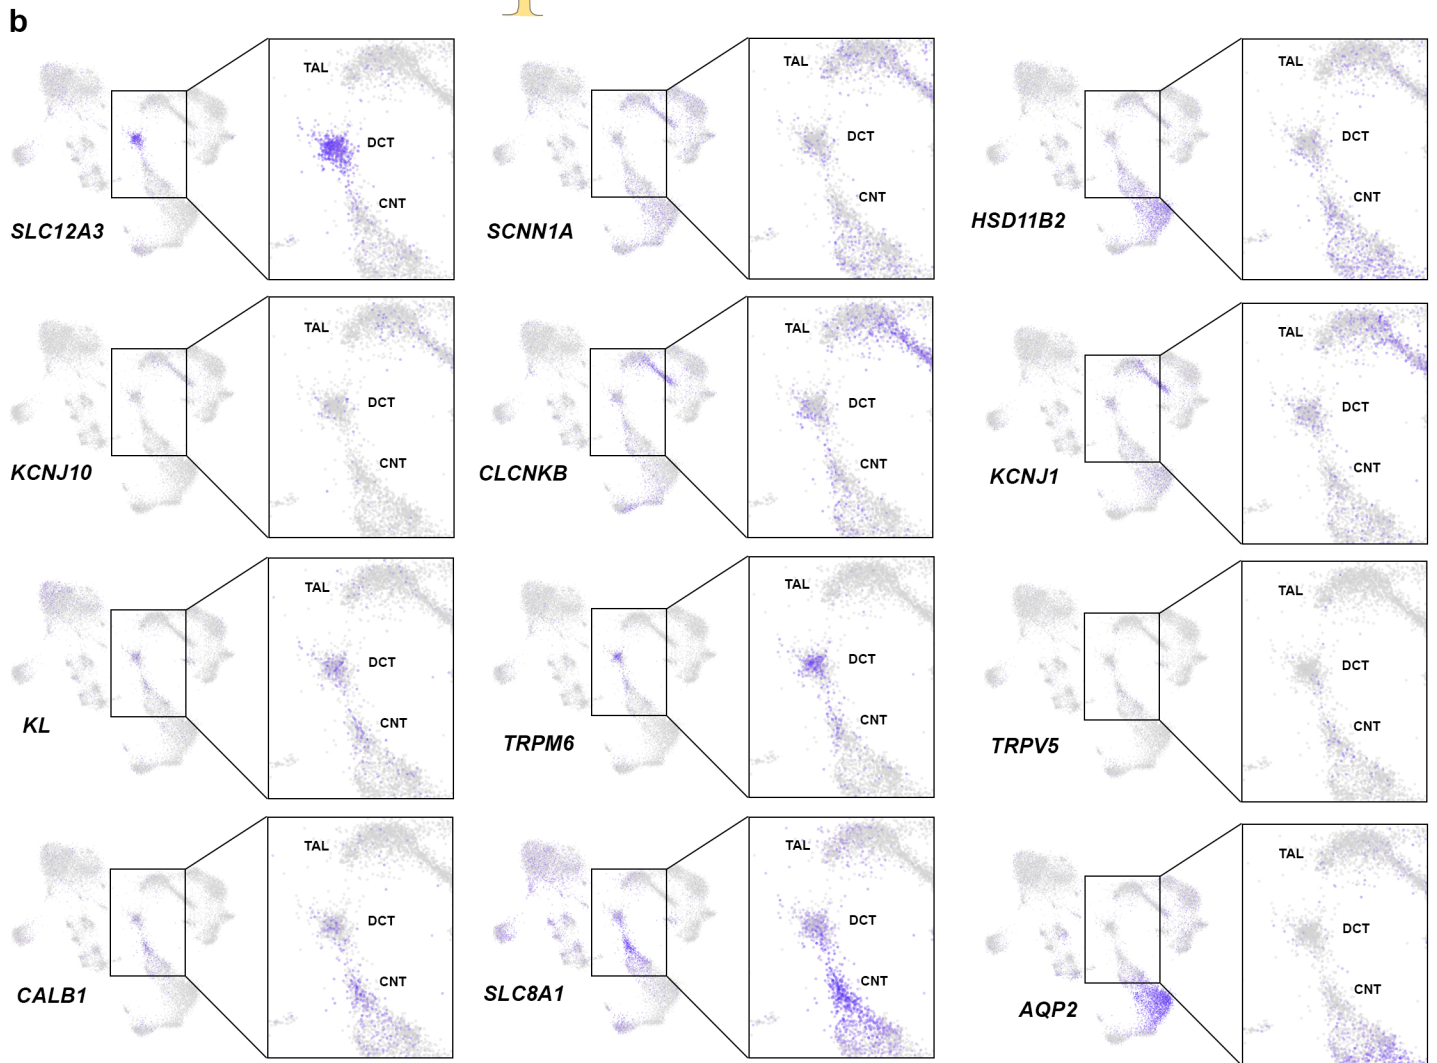 b
TAL
DCT
CNT
SLC12A3
TAL
DCT
CNT
SCNN1A
TAL
DCT
CNT
HSD11B2
TAL
DCT
CNT
KCNJ10
TAL
DCT
CNT
CLCNKB
TAL
DCT
CNT
KCNJ1
TAL
DCT
CNT
KL
TAL
DCT
CNT
TRPM6
TAL
DCT
CNT
TRPV5
TAL
DCT
CNT
CALB1
TAL
DCT
CNT
SLC8A1
TAL
DCT
CNT
AQP2